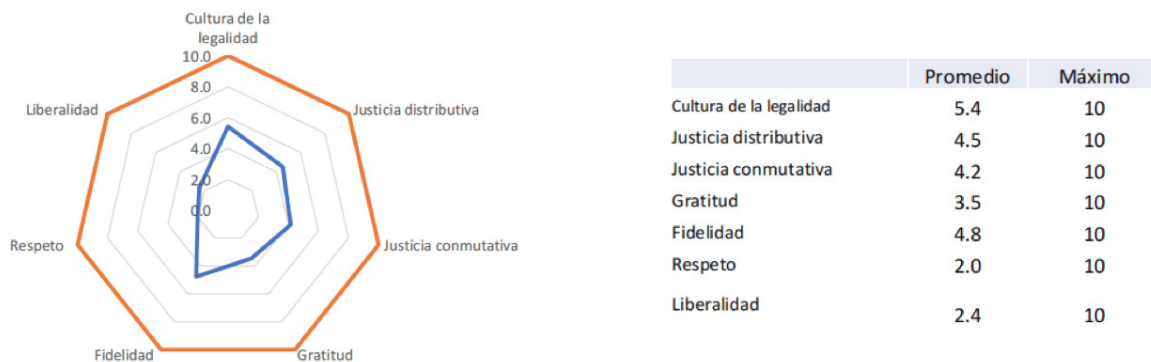 Cultura de la
legalidad
10.0
8.0
6.0
4.0
2.0
0.0
Liberalidad
Justicia distributiva
Respeto
Justicia conmutativa
Fidelidad
Gratitud
Promedio Máximo
Cultura de la legalidad 5.4 10
Justicia distributiva 4.5 10
Justicia conmutativa 4.2 10
Gratitud 3.5 10
Fidelidad 4.8 10
Respeto 2.0 10
Liberalidad 2.4 10